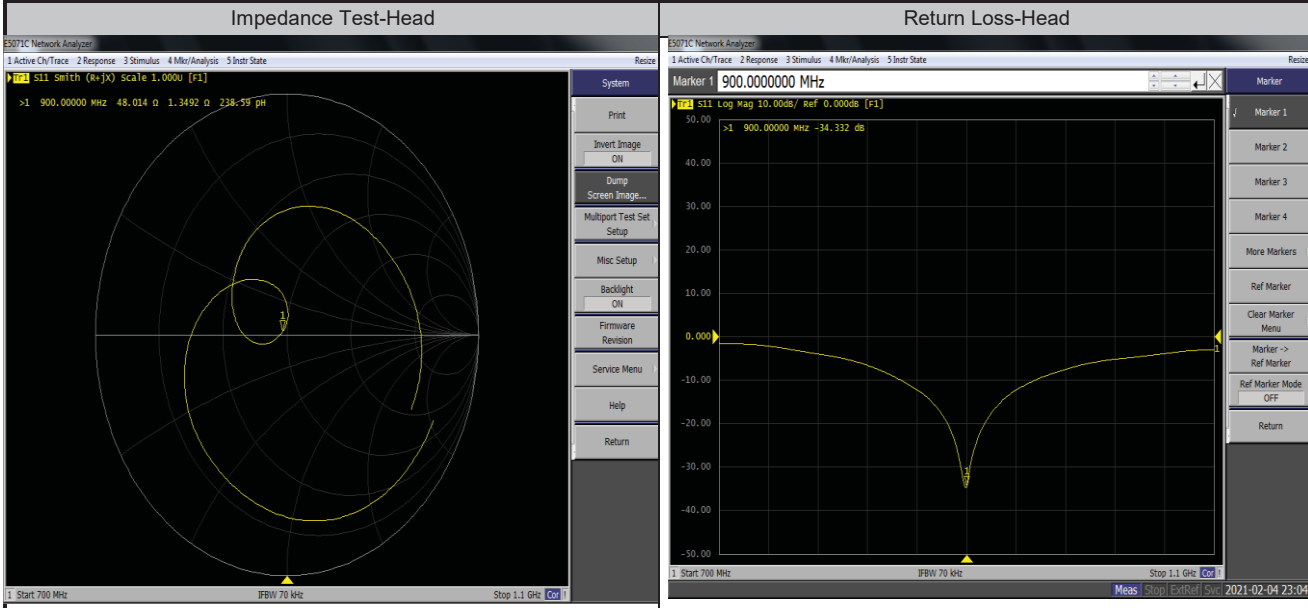 Impedance Test-Head
E5071C Network Analyzer
1 Active Ch/Trace 2 Response 3 Stimulus 4 Mkr/Analysis 5 Instr State
Resize
Tr1 S11 Smith (R+jX) Scale 1.000U [F1]
>1 900.00000 MHz 48.014 Ω 1.3492 Ω 238.59 pH
1
System
Print
Invert Image
ON
Dump
Screen Image...
Multiport Test Set
Setup
Misc Setup
Backlight
ON
Firmware
Revision
Service Menu
Help
Return
1 Start 700 MHz
IFBW 70 kHz
Stop 1.1 GHz Cor !
Return Loss-Head
E5071C Network Analyzer
1 Active Ch/Trace 2 Response 3 Stimulus 4 Mkr/Analysis 5 Instr State
Resize
Marker 1 900.0000000 MHz
Tr1 S11 Log Mag 10.00dB/ Ref 0.000dB [F1]
>1 900.00000 MHz -34.332 dB
50.00
40.00
30.00
20.00
10.00
0.000
-10.00
-20.00
-30.00
-40.00
-50.00
1
1
Marker
√ Marker 1
Marker 2
Marker 3
Marker 4
More Markers
Ref Marker
Clear Marker
Menu
Marker ->
Ref Marker
Ref Marker Mode
OFF
Return
1 Start 700 MHz
IFBW 70 kHz
Stop 1.1 GHz Cor !
Meas Stop ExtRef Svc 2021-02-04 23:04